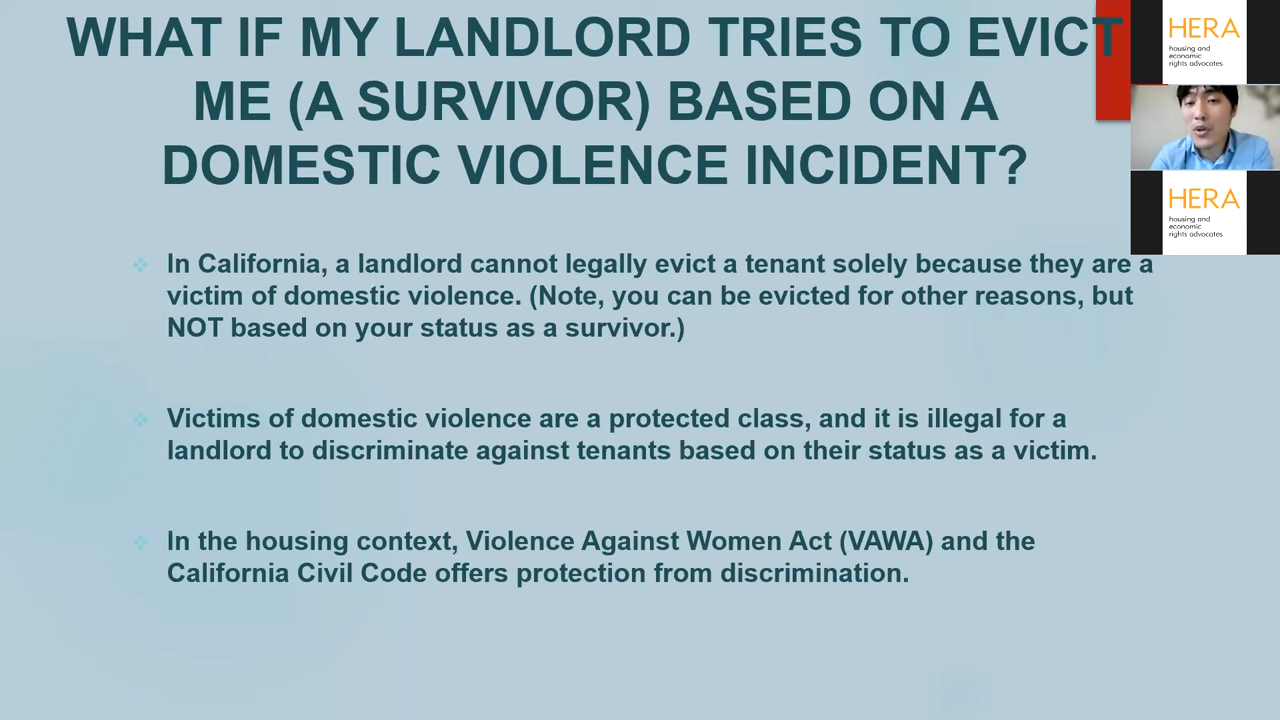 WHAT IF MY LANDLORD TRIES TO EVICT
ME (A SURVIVOR) BASED ON A
DOMESTIC VIOLENCE INCIDENT?
In California, a landlord cannot legally evict a tenant solely because they are a
victim of domestic violence. (Note, you can be evicted for other reasons, but
NOT based on your status as a survivor.)
Victims of domestic violence are a protected class, and it is illegal for a
landlord to discriminate against tenants based on their status as a victim.
In the housing context, Violence Against Women Act (VAWA) and the
California Civil Code offers protection from discrimination.
HERA
housing and
economic
rights advocates
HERA
housing and
economic
rights advocates